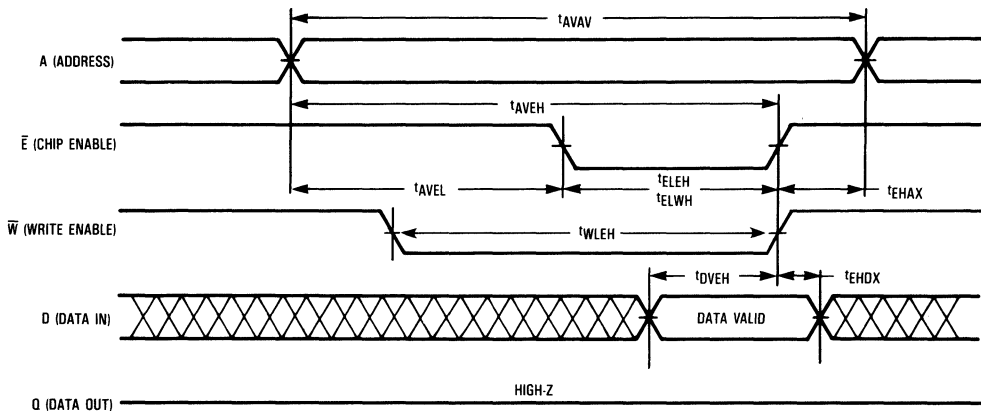 tAVAV
A (ADDRESS)
tAVEH
E̅ (CHIP ENABLE)
tAVEL
tELEH
tELWH
tEHAX
W̅ (WRITE ENABLE)
tWLEH
tDVEH
tEHDX
D (DATA IN)
DATA VALID
HIGH-Z
Q (DATA OUT)